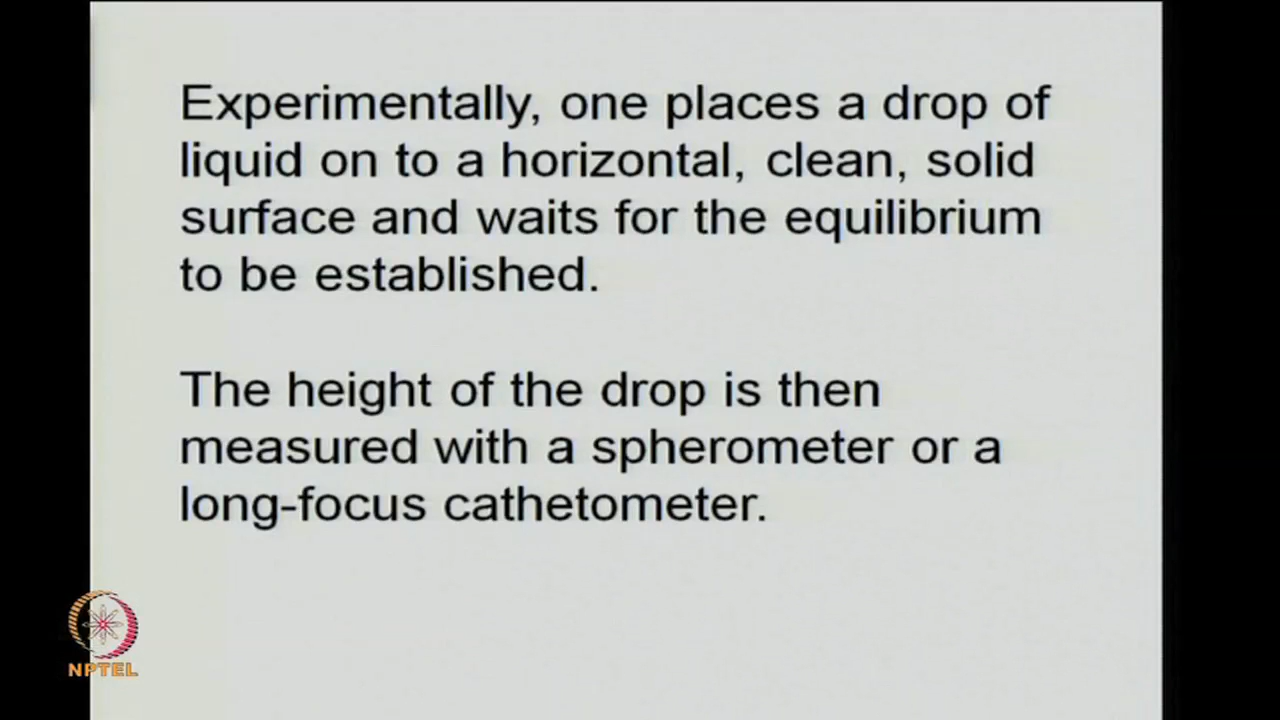 Experimentally, one places a drop of
liquid on to a horizontal, clean, solid
surface and waits for the equilibrium
to be established.
The height of the drop is then
measured with a spherometer or a
long-focus cathetometer.
NPTEL